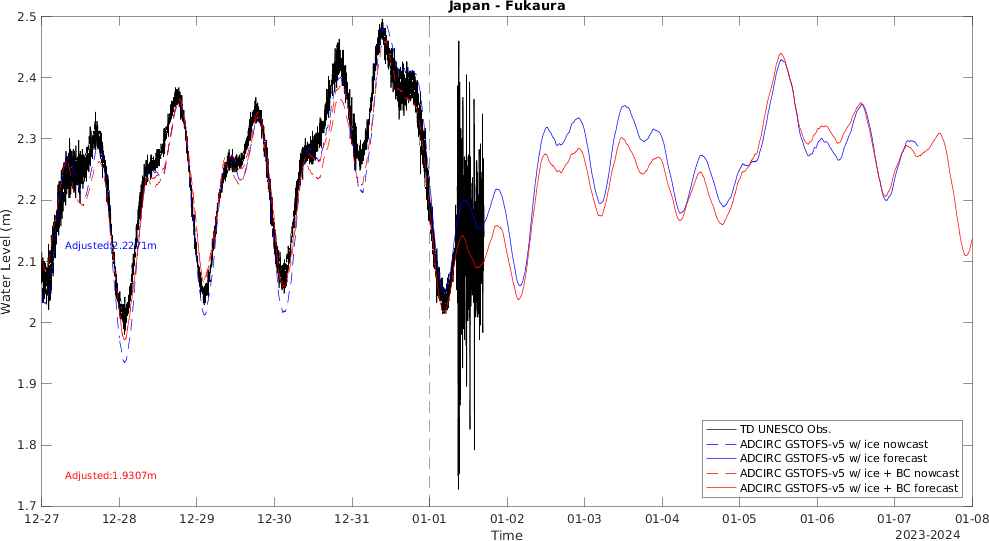 Japan - Fukaura
Water Level (m)
2.5
2.4
2.3
2.2
2.1
2
1.9
1.8
1.7
Adjusted:2.2271m
Adjusted:1.9307m
TD UNESCO Obs.
ADCIRC GSTOFS-v5 w/ ice nowcast
ADCIRC GSTOFS-v5 w/ ice forecast
ADCIRC GSTOFS-v5 w/ ice + BC nowcast
ADCIRC GSTOFS-v5 w/ ice + BC forecast
12-27 12-28 12-29 12-30 12-31 01-01 01-02 01-03 01-04 01-05 01-06 01-07 01-08
Time
2023-2024